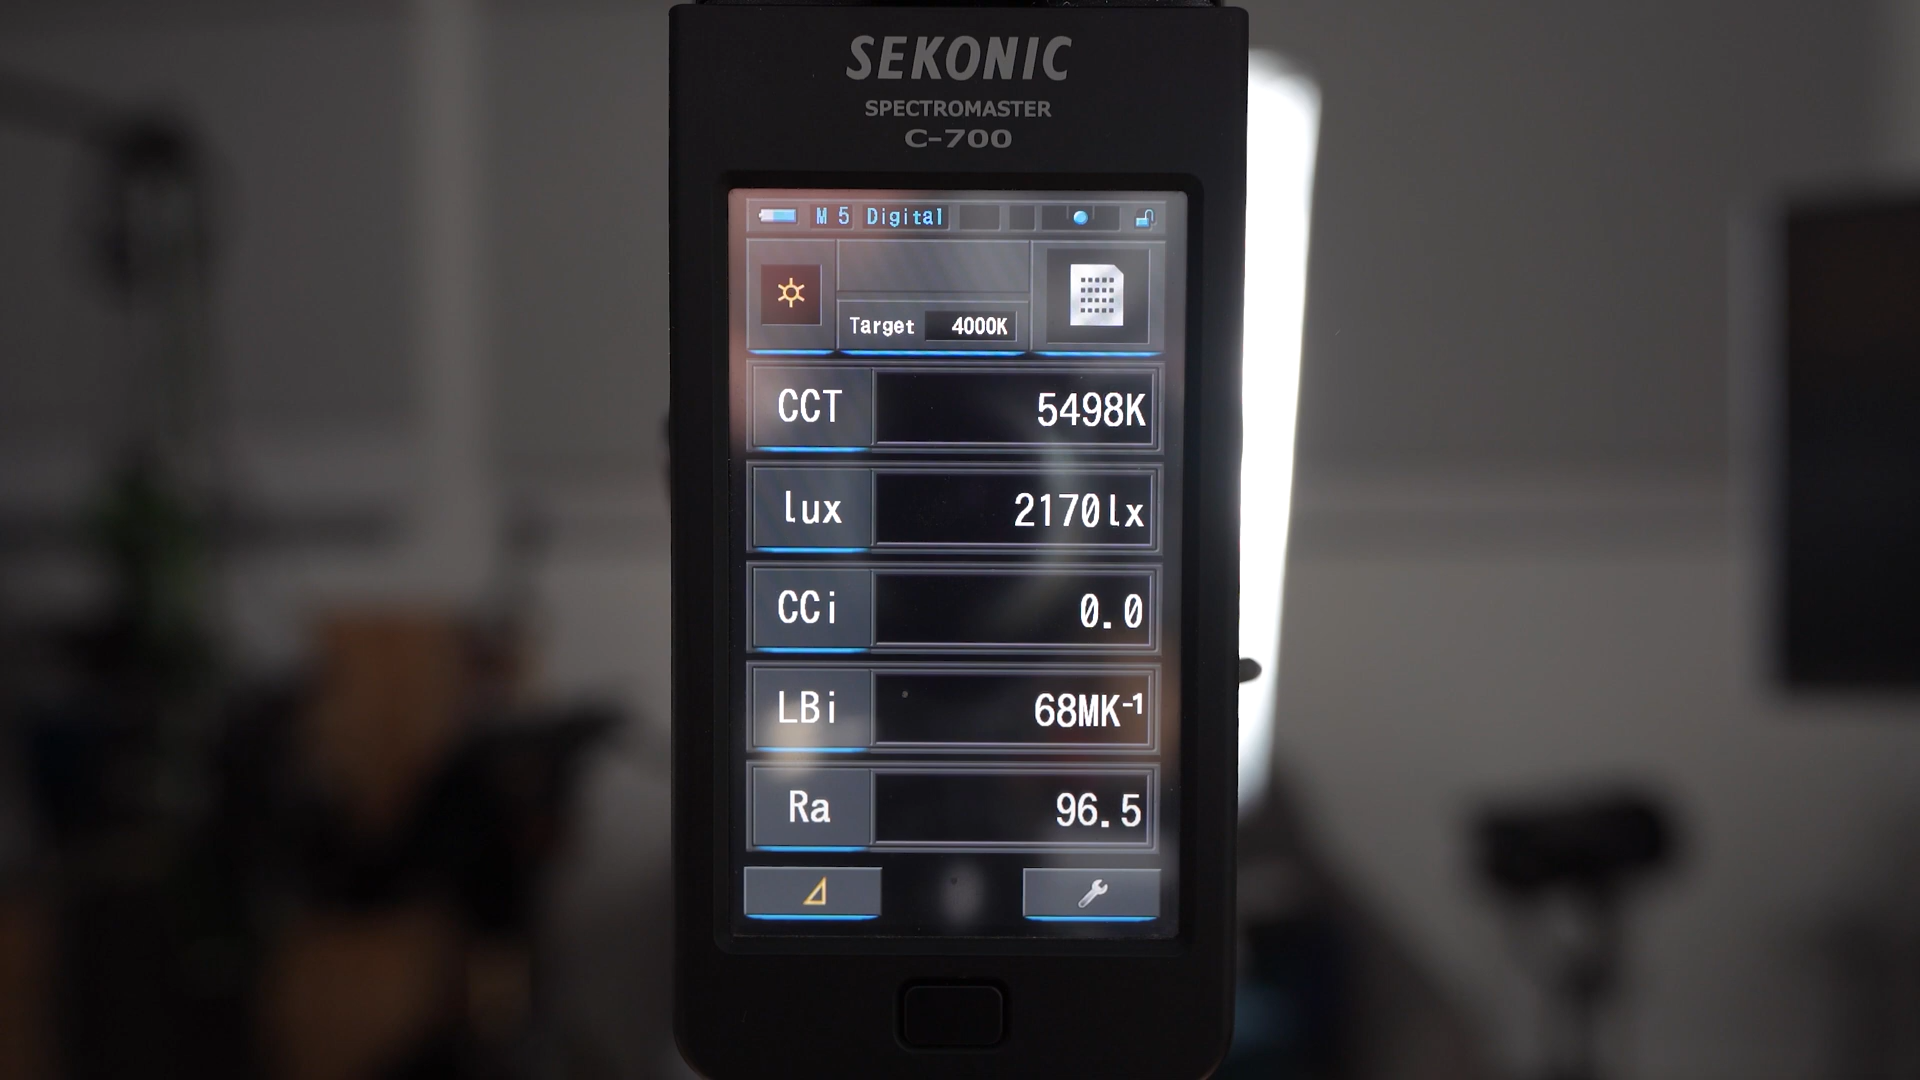 SEKONIC
SPECTROMASTER
C-700
M 5 Digital
Target 4000K
CCT 5498K
lux 2170lx
CCi 0.0
LBi 68MK⁻¹
Ra 96.5